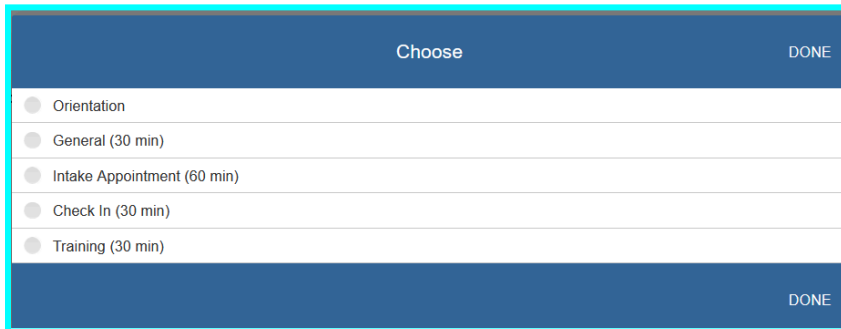 Choose
DONE
Orientation
General (30 min)
Intake Appointment (60 min)
Check In (30 min)
Training (30 min)
DONE